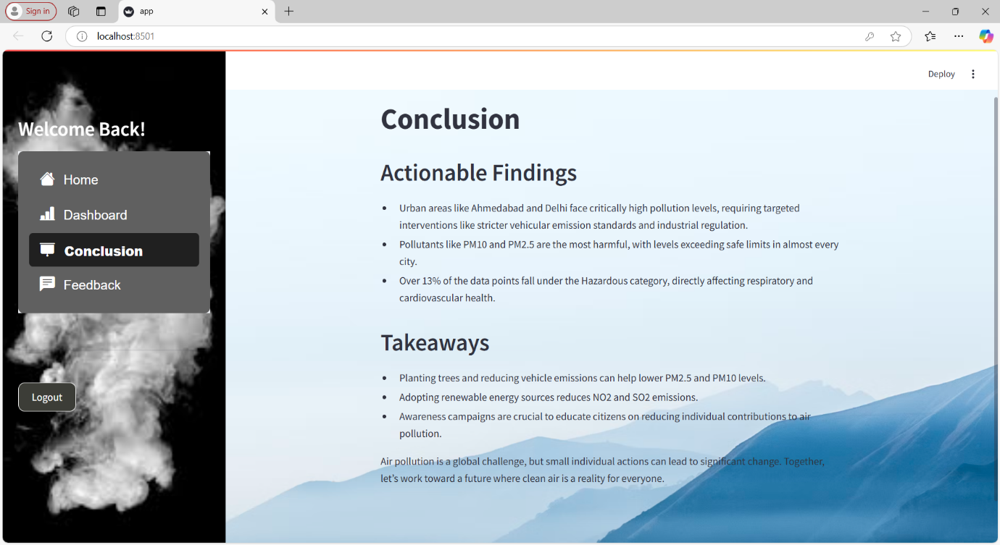 Sign in
app
localhost:8501
Deploy
Welcome Back!
Home
Dashboard
Conclusion
Feedback
Logout
Conclusion
Actionable Findings
Urban areas like Ahmedabad and Delhi face critically high pollution levels, requiring targeted
interventions like stricter vehicular emission standards and industrial regulation.
Pollutants like PM10 and PM2.5 are the most harmful, with levels exceeding safe limits in almost every
city.
Over 13% of the data points fall under the Hazardous category, directly affecting respiratory and
cardiovascular health.
Takeaways
Planting trees and reducing vehicle emissions can help lower PM2.5 and PM10 levels.
Adopting renewable energy sources reduces NO2 and SO2 emissions.
Awareness campaigns are crucial to educate citizens on reducing individual contributions to air
pollution.
Air pollution is a global challenge, but small individual actions can lead to significant change. Together,
let’s work toward a future where clean air is a reality for everyone.